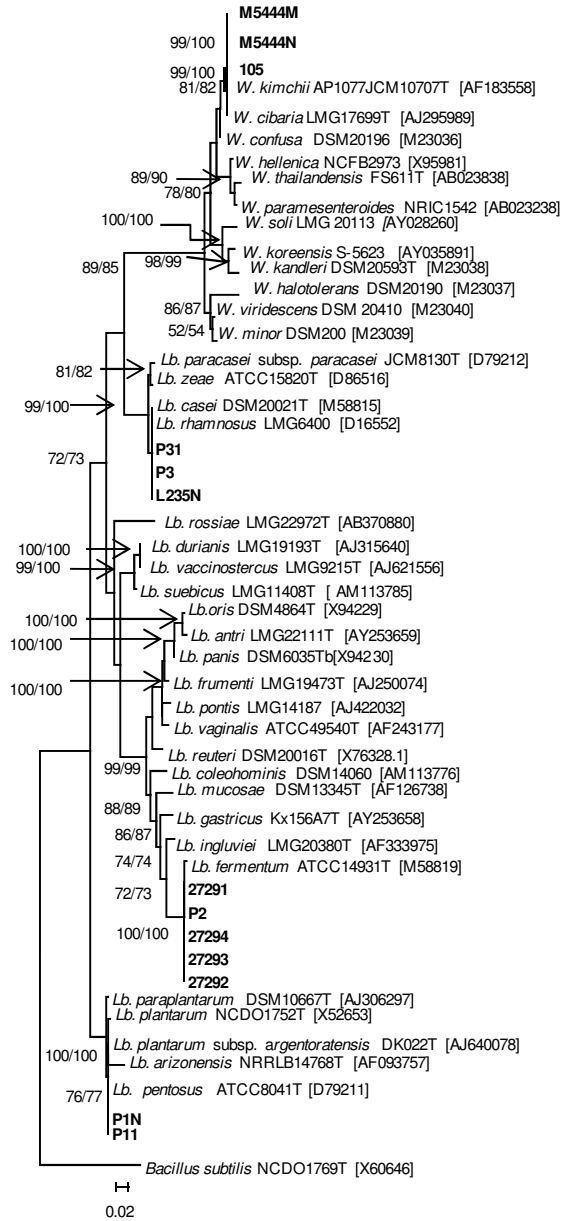 M5444M
99/100
M5444N
105
99/100
81/82
W. kimchii AP1077JCM10707T [AF183558]
W. cibaria LMG17699T [AJ295989]
W. confusa DSM20196 [M23036]
W. hellenica NCFB2973 [X95981]
89/90
W. thailandensis FS611T [AB023838]
78/80
W. paramesenteroides NRIC1542 [AB023238]
100/100
W. soli LMG 20113 [AY028260]
W. koreensis S-5623 [AY035891]
98/99
89/85
W. kandleri DSM20593T [M23038]
W. halotolerans DSM20190 [M23037]
86/87
W. viridescens DSM 20410 [M23040]
52/54
W. minor DSM200 [M23039]
Lb. paracasei subsp. paracasei JCM8130T [D79212]
81/82
Lb. zeae ATCC15820T [D86516]
99/100
Lb. casei DSM20021T [M58815]
Lb. rhamnosus LMG6400 [D16552]
P31
72/73
P3
L235N
Lb. rossiae LMG22972T [AB370880]
100/100
Lb. durianis LMG19193T [AJ315640]
99/100
Lb. vaccinostercus LMG9215T [AJ621556]
Lb. suebicus LMG11408T [ AM113785]
Lb.oris DSM4864T [X94229]
100/100
100/100
Lb. antri LMG22111T [AY253659]
Lb. panis DSM6035Tb[X94230]
100/100
Lb. frumenti LMG19473T [AJ250074]
Lb. pontis LMG14187 [AJ422032]
Lb. vaginalis ATCC49540T [AF243177]
Lb. reuteri DSM20016T [X76328.1]
99/99
Lb. coleohominis DSM14060 [AM113776]
Lb. mucosae DSM13345T [AF126738]
88/89
Lb. gastricus Kx156A7T [AY253658]
86/87
Lb. ingluviei LMG20380T [AF333975]
74/74
Lb. fermentum ATCC14931T [M58819]
72/73
27291
P2
100/100
27294
27293
27292
Lb. paraplantarum DSM10667T [AJ306297]
Lb. plantarum NCDO1752T [X52653]
Lb. plantarum subsp. argentoratensis DK022T [AJ640078]
100/100
Lb. arizonensis NRRLB14768T [AF093757]
76/77
Lb. pentosus ATCC8041T [D79211]
P1N
P11
Bacillus subtilis NCDO1769T [X60646]
0.02